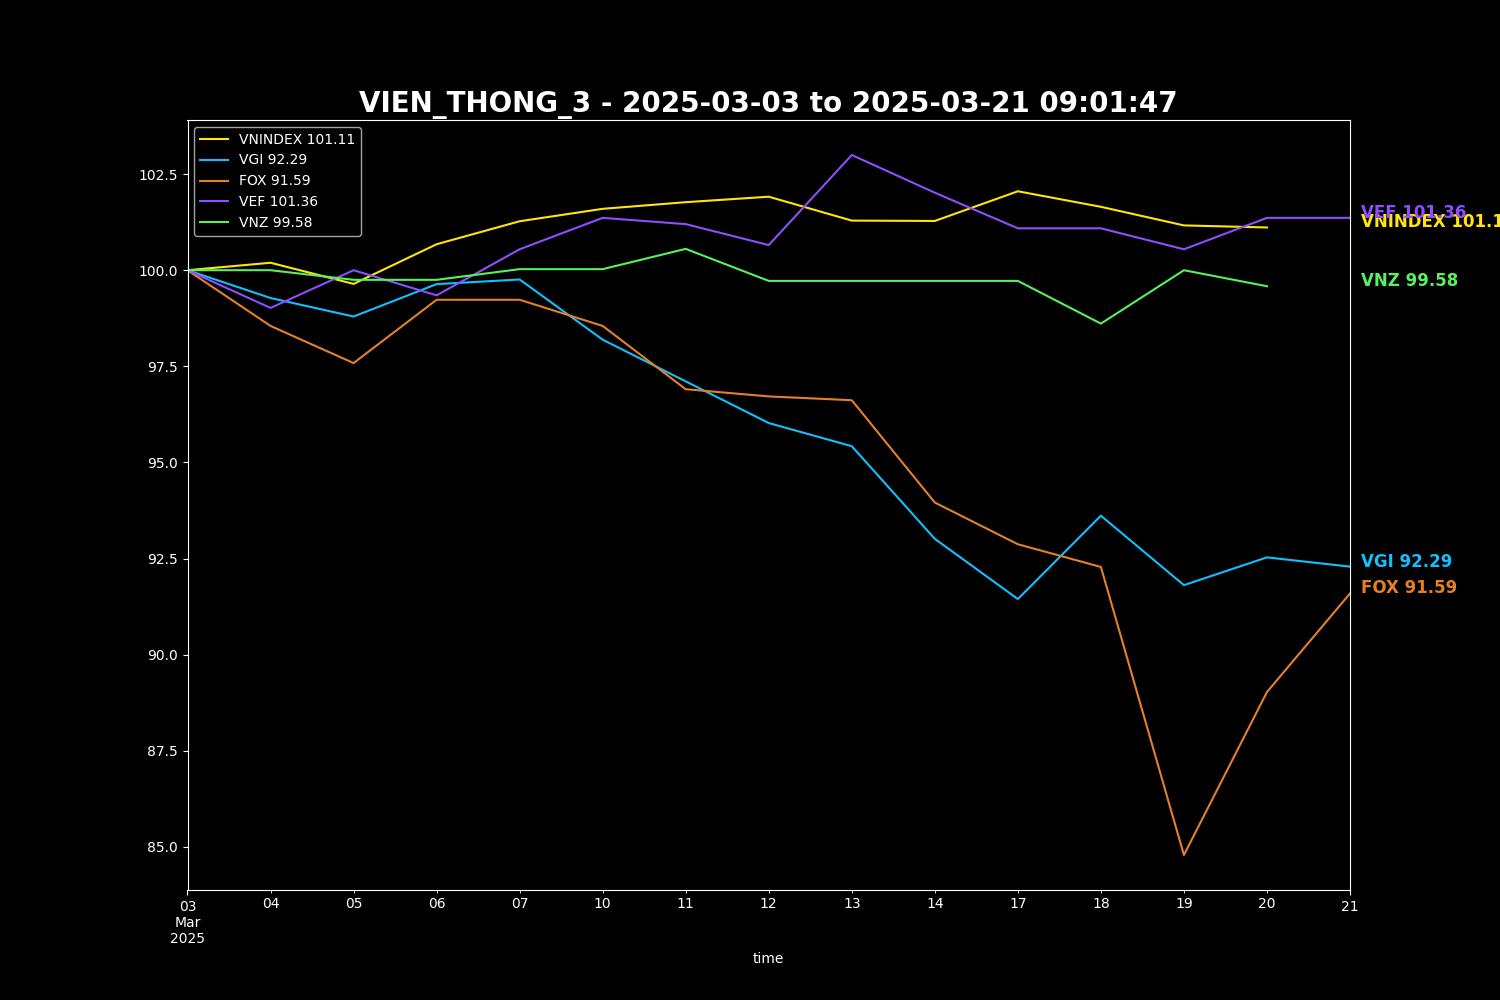 VIEN_THONG_3 - 2025-03-03 to 2025-03-21 09:01:47
VNINDEX 101.11
VGI 92.29
FOX 91.59
VEF 101.36
VNZ 99.58
102.5
100.0
97.5
95.0
92.5
90.0
87.5
85.0
VEF 101.36
VNINDEX 101.1
VNZ 99.58
VGI 92.29
FOX 91.59
03 04 05 06 07 10 11 12 13 14 17 18 19 20 21
Mar
2025
time